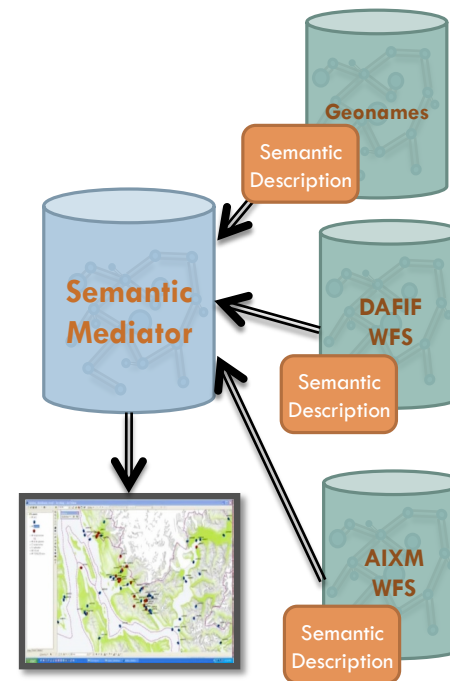 Geonames
Semantic
Description
Semantic
Mediator
DAFIF
WFS
Semantic
Description
AIXM
WFS
Semantic
Description